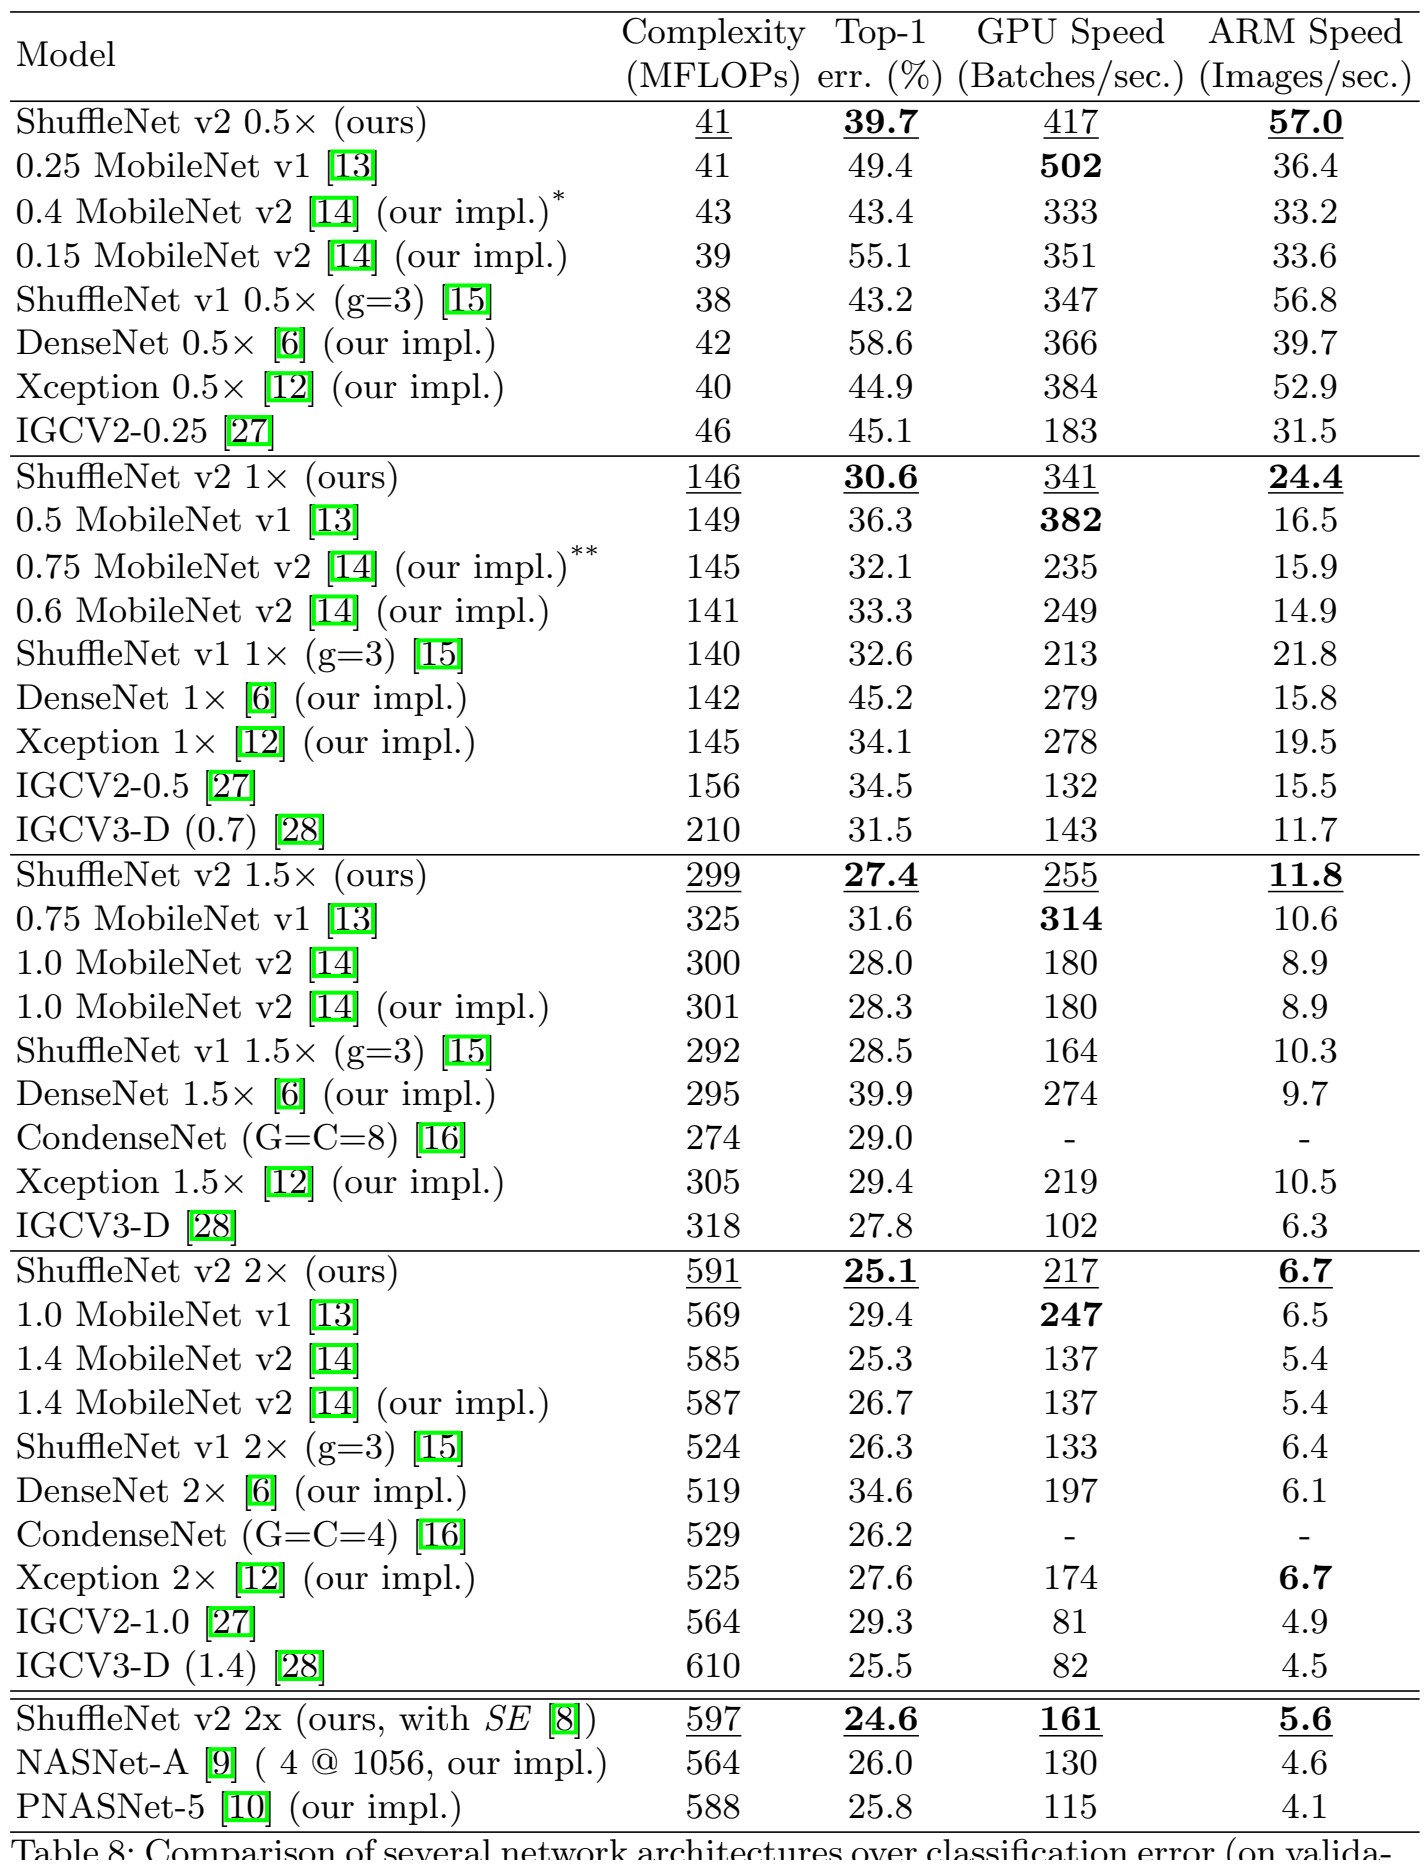 Model Complexity (MFLOPs) Top-1 err. (%) GPU Speed (Batches/sec.) ARM Speed (Images/sec.)
ShuffleNet v2 0.5× (ours) 41 39.7 417 57.0
0.25 MobileNet v1 [13] 41 49.4 502 36.4
0.4 MobileNet v2 [14] (our impl.)* 43 43.4 333 33.2
0.15 MobileNet v2 [14] (our impl.) 39 55.1 351 33.6
ShuffleNet v1 0.5× (g=3) [15] 38 43.2 347 56.8
DenseNet 0.5× [6] (our impl.) 42 58.6 366 39.7
Xception 0.5× [12] (our impl.) 40 44.9 384 52.9
IGCV2-0.25 [27] 46 45.1 183 31.5
ShuffleNet v2 1× (ours) 146 30.6 341 24.4
0.5 MobileNet v1 [13] 149 36.3 382 16.5
0.75 MobileNet v2 [14] (our impl.)** 145 32.1 235 15.9
0.6 MobileNet v2 [14] (our impl.) 141 33.3 249 14.9
ShuffleNet v1 1× (g=3) [15] 140 32.6 213 21.8
DenseNet 1× [6] (our impl.) 142 45.2 279 15.8
Xception 1× [12] (our impl.) 145 34.1 278 19.5
IGCV2-0.5 [27] 156 34.5 132 15.5
IGCV3-D (0.7) [28] 210 31.5 143 11.7
ShuffleNet v2 1.5× (ours) 299 27.4 255 11.8
0.75 MobileNet v1 [13] 325 31.6 314 10.6
1.0 MobileNet v2 [14] 300 28.0 180 8.9
1.0 MobileNet v2 [14] (our impl.) 301 28.3 180 8.9
ShuffleNet v1 1.5× (g=3) [15] 292 28.5 164 10.3
DenseNet 1.5× [6] (our impl.) 295 39.9 274 9.7
CondenseNet (G=C=8) [16] 274 29.0 - -
Xception 1.5× [12] (our impl.) 305 29.4 219 10.5
IGCV3-D [28] 318 27.8 102 6.3
ShuffleNet v2 2× (ours) 591 25.1 217 6.7
1.0 MobileNet v1 [13] 569 29.4 247 6.5
1.4 MobileNet v2 [14] 585 25.3 137 5.4
1.4 MobileNet v2 [14] (our impl.) 587 26.7 137 5.4
ShuffleNet v1 2× (g=3) [15] 524 26.3 133 6.4
DenseNet 2× [6] (our impl.) 519 34.6 197 6.1
CondenseNet (G=C=4) [16] 529 26.2 - -
Xception 2× [12] (our impl.) 525 27.6 174 6.7
IGCV2-1.0 [27] 564 29.3 81 4.9
IGCV3-D (1.4) [28] 610 25.5 82 4.5
ShuffleNet v2 2x (ours, with SE [8]) 597 24.6 161 5.6
NASNet-A [9] ( 4 @ 1056, our impl.) 564 26.0 130 4.6
PNASNet-5 [10] (our impl.) 588 25.8 115 4.1
Table 8: Comparison of several network architectures over classification error (on valida-